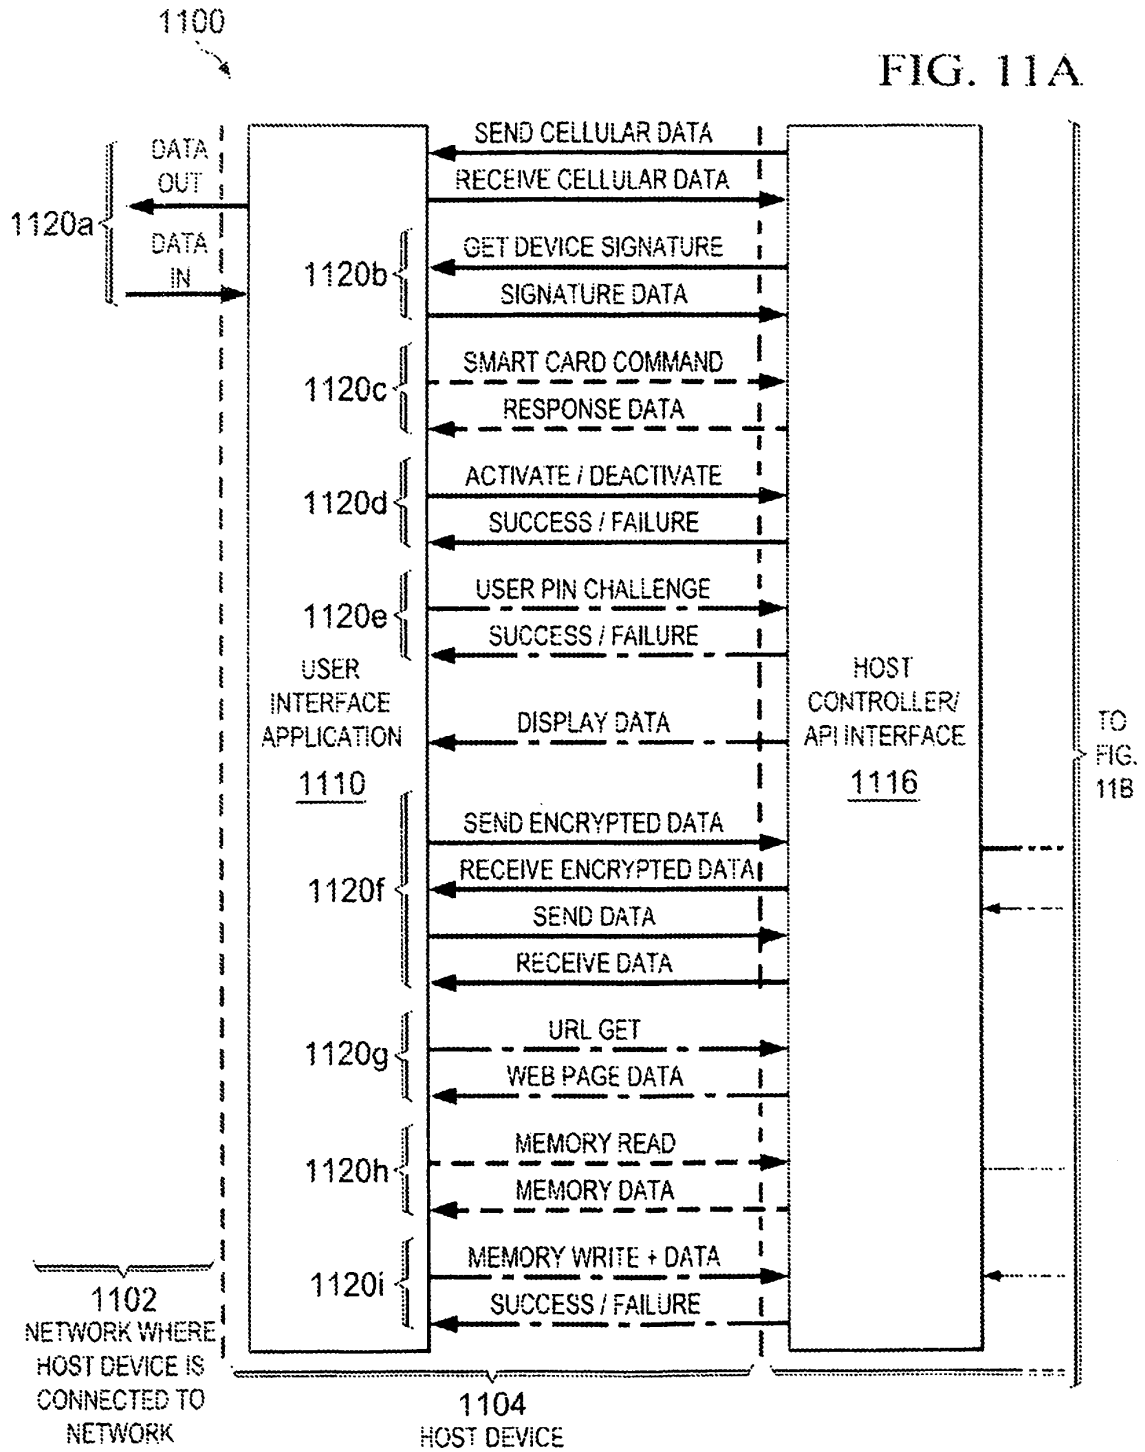 1100
FIG. 11A
DATA
OUT
1120a
DATA
IN
SEND CELLULAR DATA
RECEIVE CELLULAR DATA
1120b
GET DEVICE SIGNATURE
SIGNATURE DATA
1120c
SMART CARD COMMAND
RESPONSE DATA
1120d
ACTIVATE / DEACTIVATE
SUCCESS / FAILURE
1120e
USER PIN CHALLENGE
SUCCESS / FAILURE
USER
INTERFACE
APPLICATION
1110
DISPLAY DATA
HOST
CONTROLLER/
API INTERFACE
1116
TO
FIG.
11B
1120f
SEND ENCRYPTED DATA
RECEIVE ENCRYPTED DATA
SEND DATA
RECEIVE DATA
1120g
URL GET
WEB PAGE DATA
1120h
MEMORY READ
MEMORY DATA
1120i
MEMORY WRITE + DATA
SUCCESS / FAILURE
1102
NETWORK WHERE
HOST DEVICE IS
CONNECTED TO
NETWORK
1104
HOST DEVICE